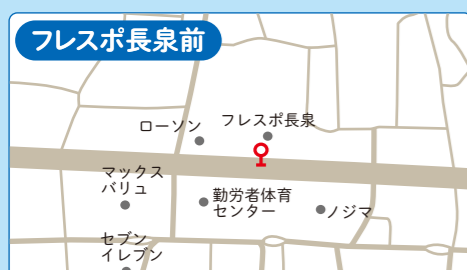 フレスポ長泉前
ローソン
フレスポ長泉
マックス
バリュ
勤労者体育
センター
ノジマ
セブン
イレブン